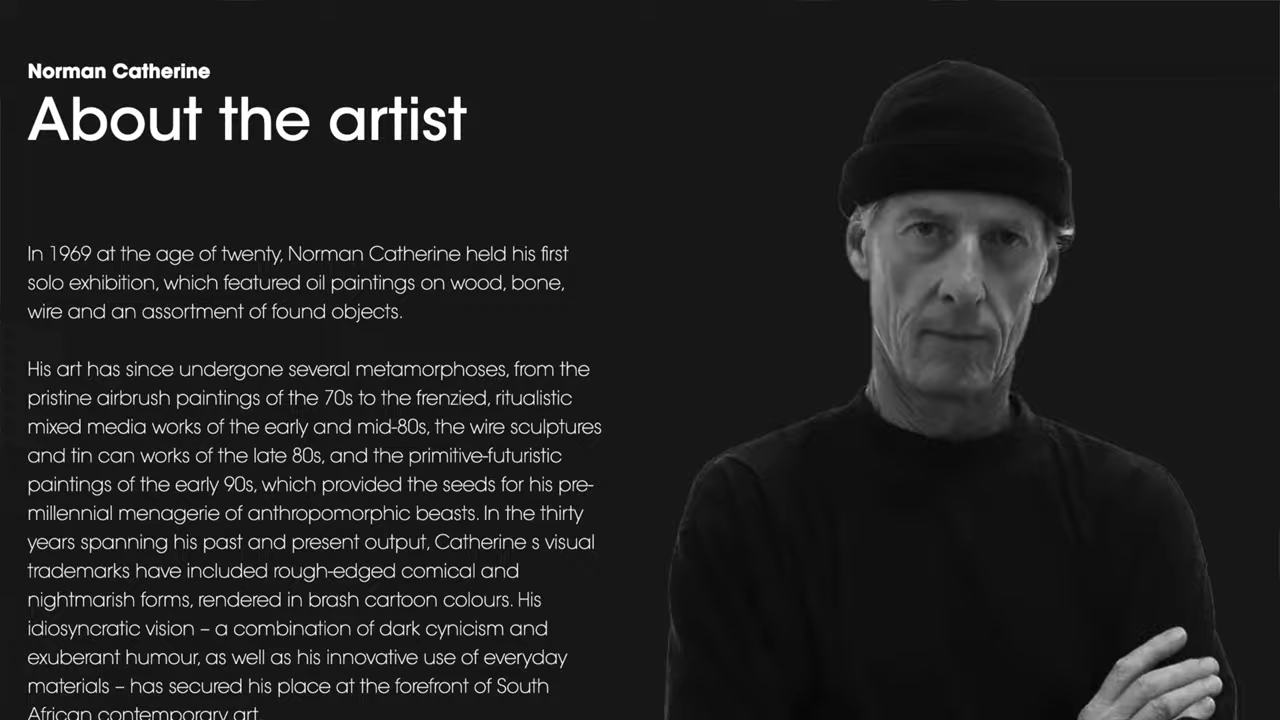 Norman Catherine
About the artist
In 1969 at the age of twenty, Norman Catherine held his first
solo exhibition, which featured oil paintings on wood, bone,
wire and an assortment of found objects.
His art has since undergone several metamorphoses, from the
pristine airbrush paintings of the 70s to the frenzied, ritualistic
mixed media works of the early and mid-80s, the wire sculptures
and tin can works of the late 80s, and the primitive-futuristic
paintings of the early 90s, which provided the seeds for his pre-
millennial menagerie of anthropomorphic beasts. In the thirty
years spanning his past and present output, Catherine s visual
trademarks have included rough-edged comical and
nightmarish forms, rendered in brash cartoon colours. His
idiosyncratic vision – a combination of dark cynicism and
exuberant humour, as well as his innovative use of everyday
materials – has secured his place at the forefront of South
African contemporary art.